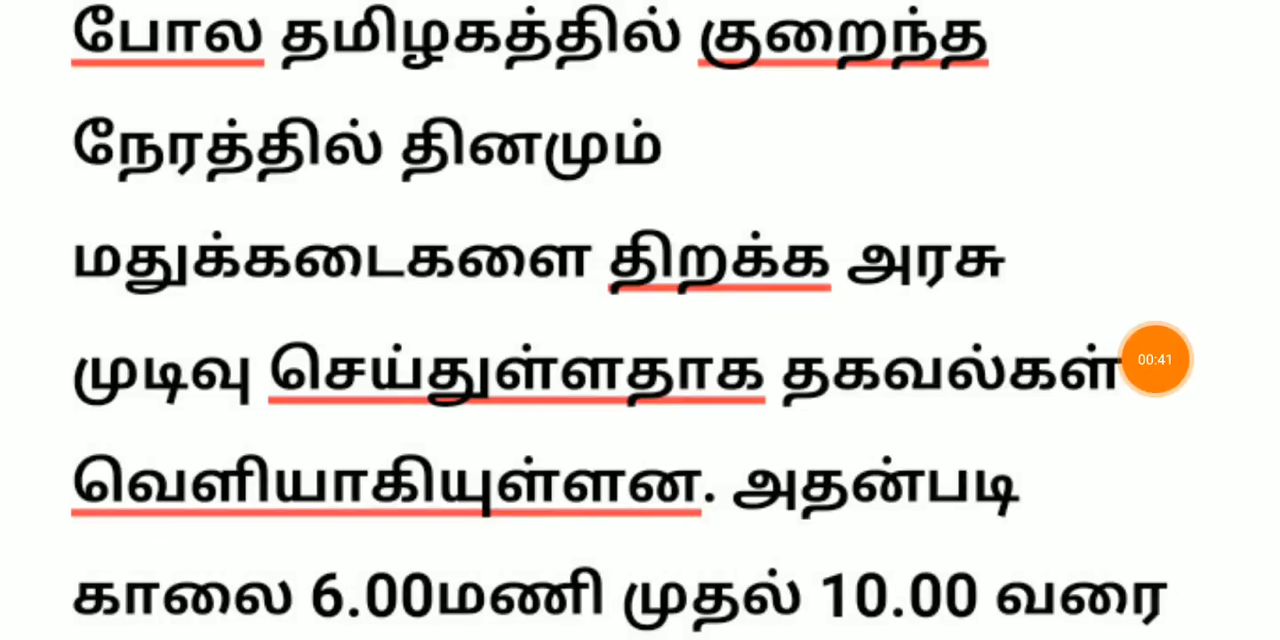 போல தமிழகத்தில் குறைந்த
நேரத்தில் தினமும்
மதுக்கடைகளை திறக்க அரசு
முடிவு செய்துள்ளதாக தகவல்கள்
00:41
வெளியாகியுள்ளன. அதன்படி
காலை 6.00மணி முதல் 10.00 வரை